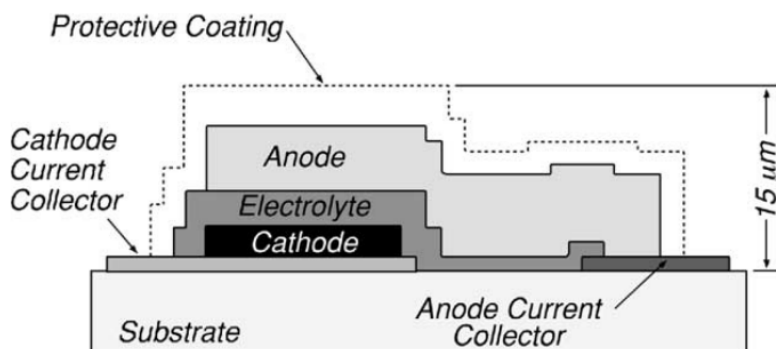 Protective Coating
Cathode
Current
Collector
Anode
Electrolyte
Cathode
15 um
Anode Current
Collector
Substrate